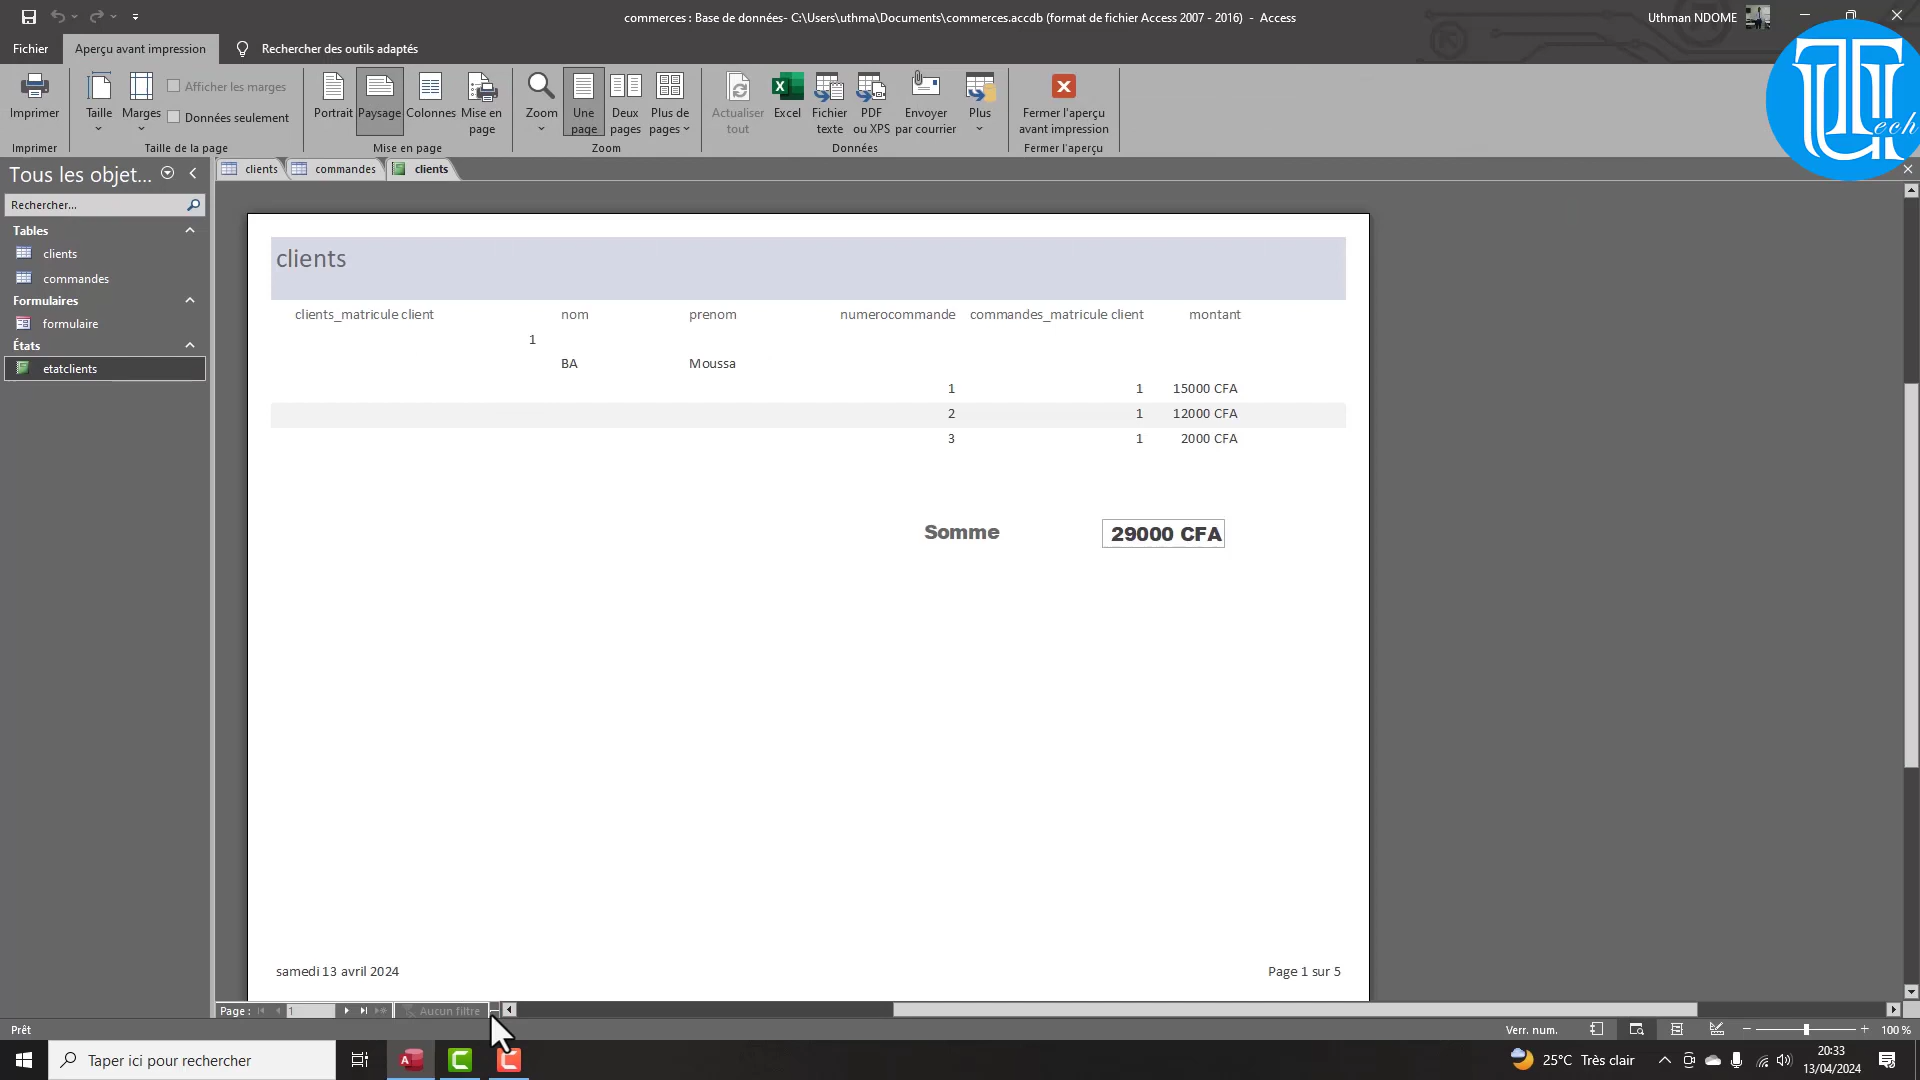 commerces : Base de données- C:\Users\uthma\Documents\commerces.accdb (format de fichier Access 2007 - 2016) - Access
Uthman NDOME
Fichier
Aperçu avant impression
Rechercher des outils adaptés
Imprimer
Taille
Marges
Afficher les marges
Données seulement
Portrait
Paysage
Colonnes
Mise en page
Zoom
Une page
Deux pages
Plus de pages
Actualiser tout
Excel
Fichier texte
PDF ou XPS
Envoyer par courrier
Plus
Fermer l'aperçu avant impression
Imprimer
Taille de la page
Mise en page
Zoom
Données
Fermer l'aperçu
UTech
Tous les objet...
Rechercher...
Tables
clients
commandes
Formulaires
formulaire
États
etatclients
clients
commandes
clients
clients
clients_matricule client nom prenom numerocommande commandes_matricule client montant
1
BA Moussa
1 1 15000 CFA
2 1 12000 CFA
3 1 2000 CFA
Somme 29000 CFA
samedi 13 avril 2024
Page 1 sur 5
Page : 1
Aucun filtre
Prêt
Verr. num.
100 %
Taper ici pour rechercher
25°C Très clair
20:33
13/04/2024